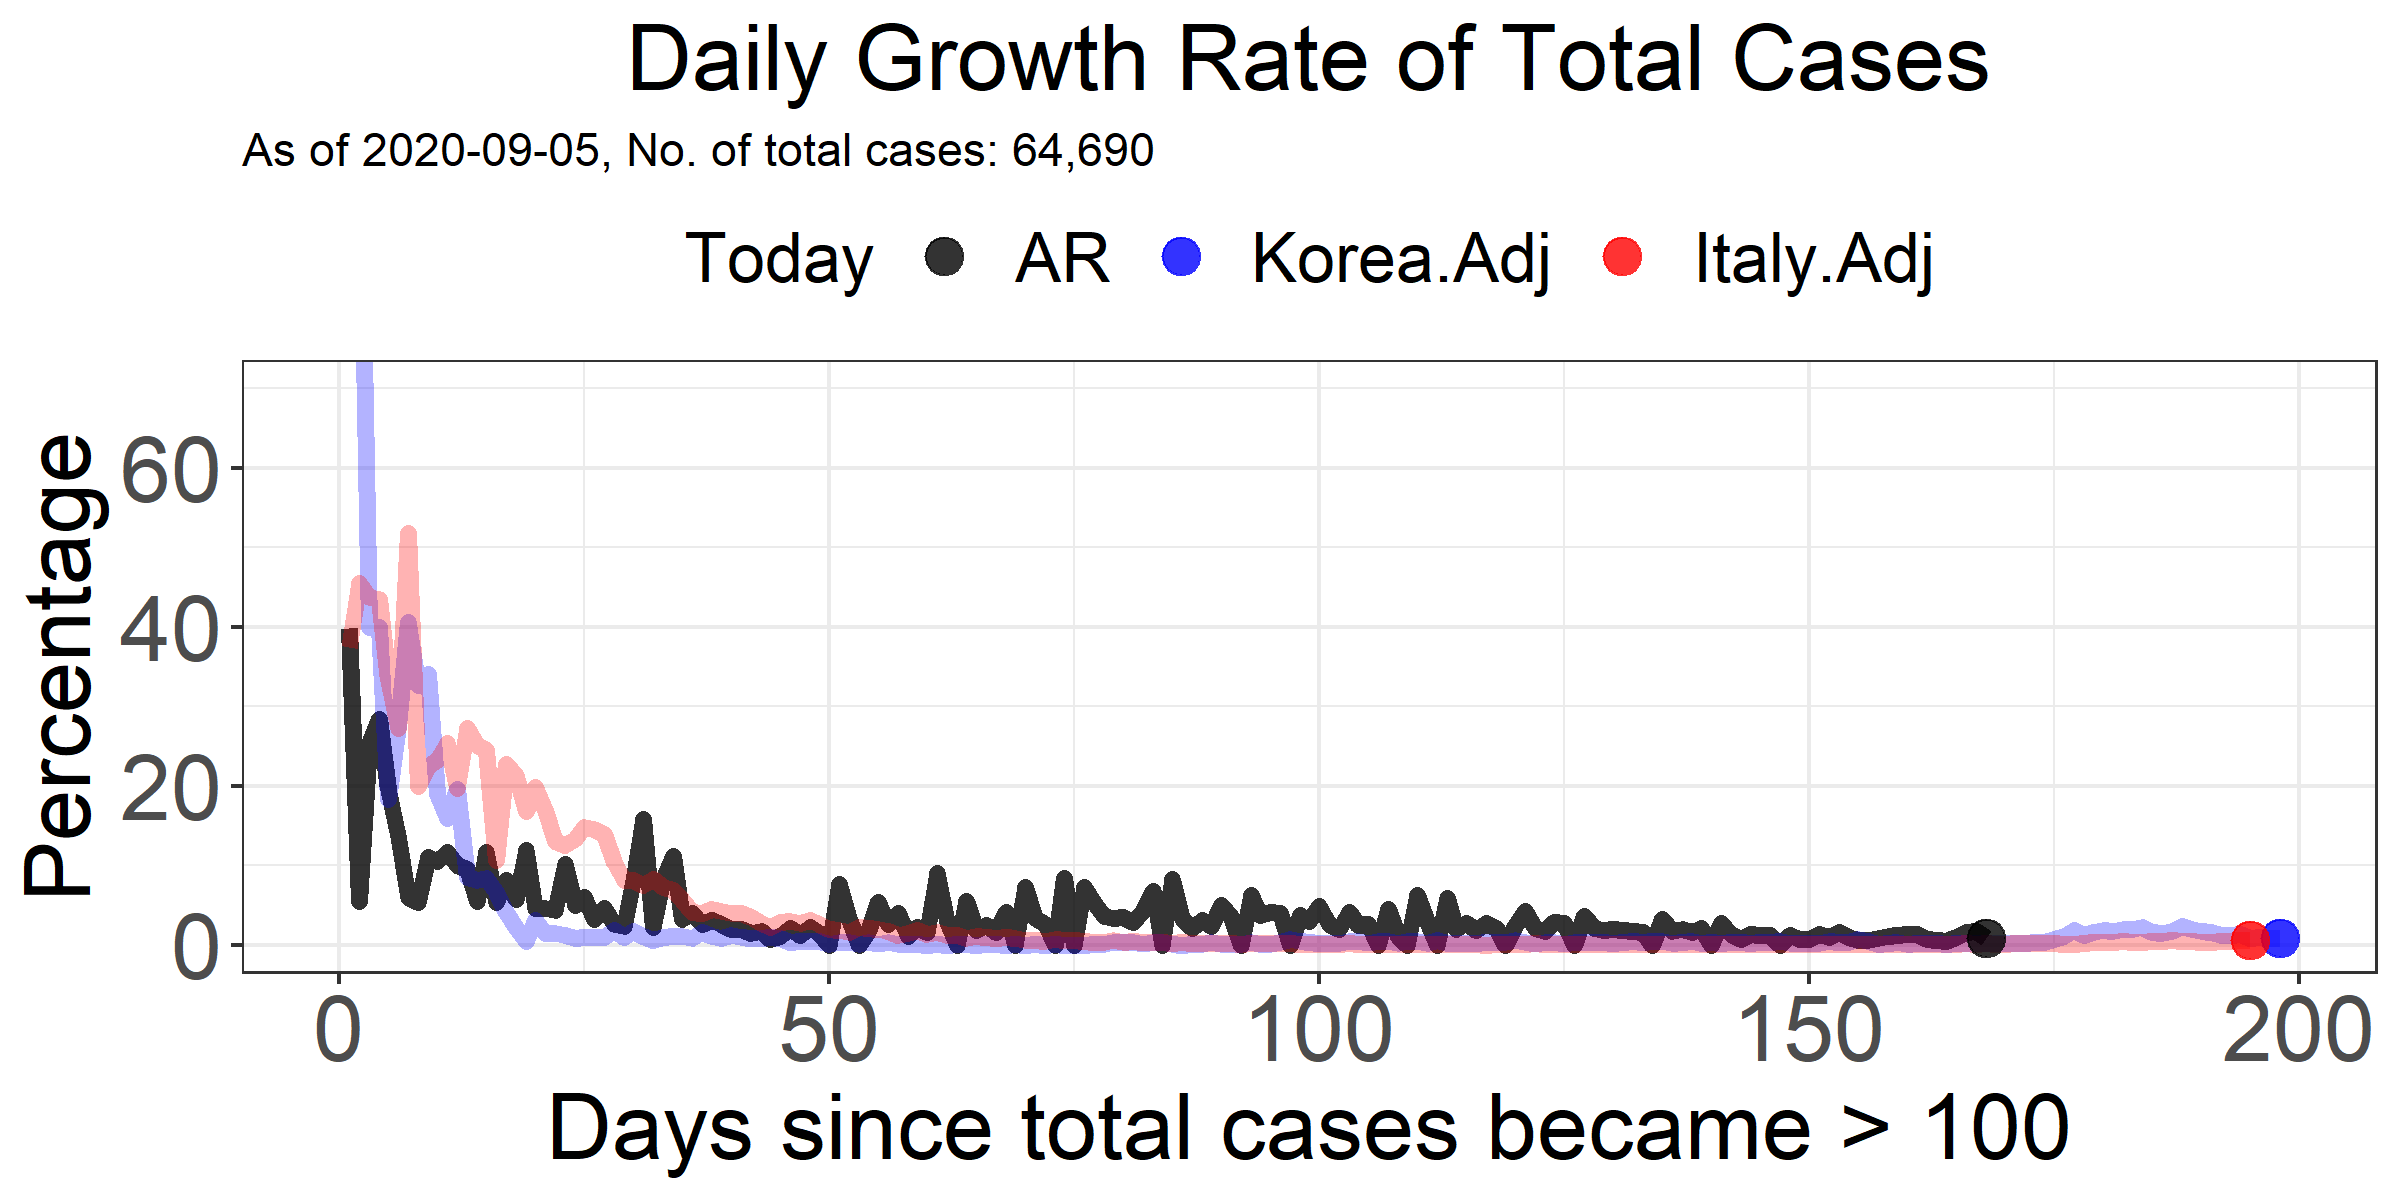 Daily Growth Rate of Total Cases
As of 2020-09-05, No. of total cases: 64,690
Today AR Korea.Adj Italy.Adj
Percentage
60
40
20
0
0 50 100 150 200
Days since total cases became > 100